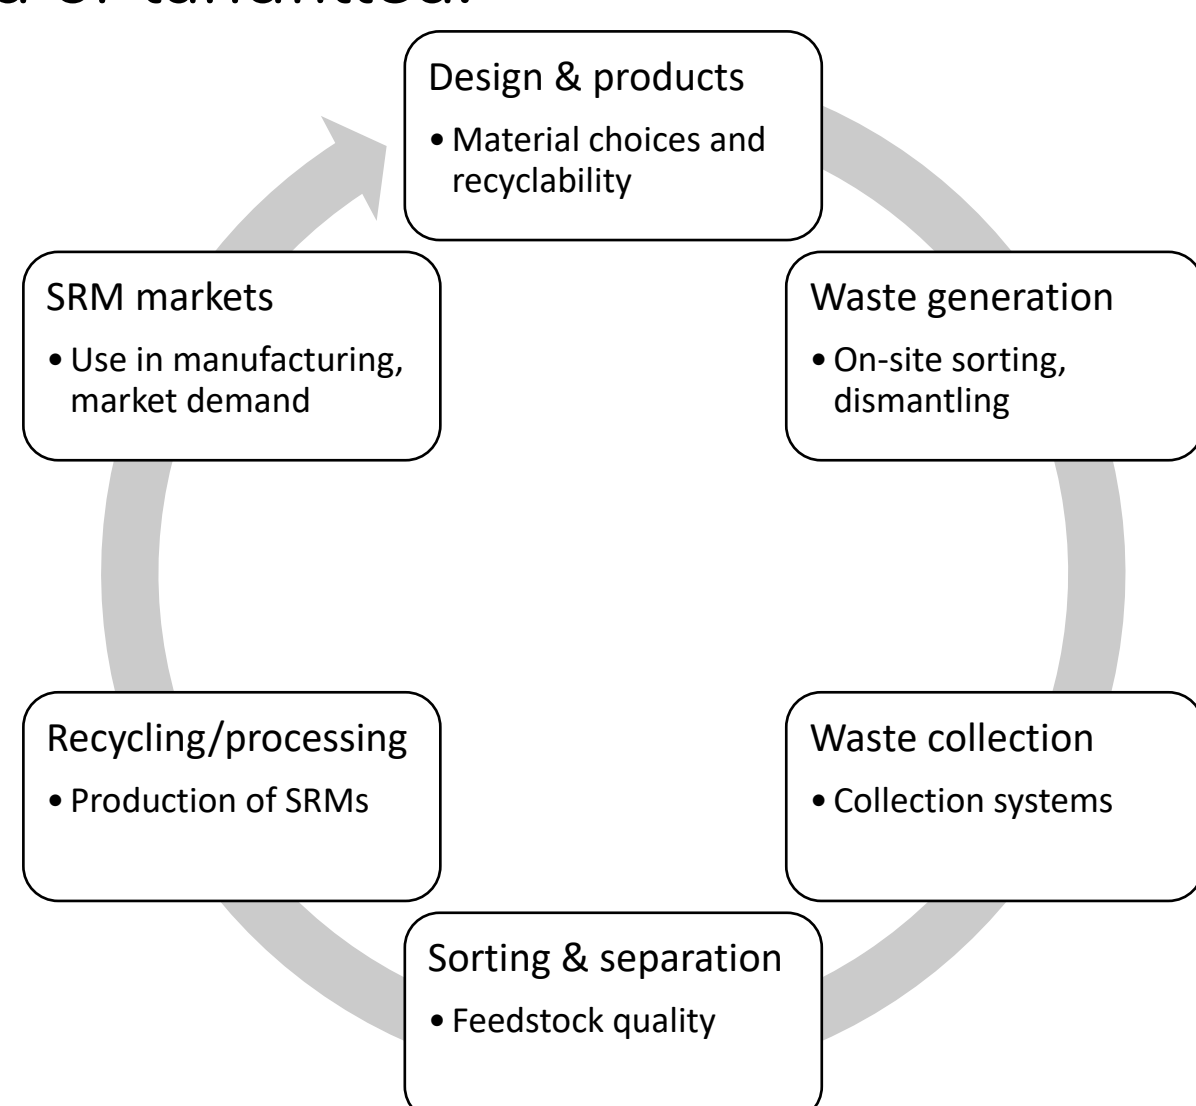 Design & products
• Material choices and
recyclability
Waste generation
• On-site sorting,
dismantling
Waste collection
• Collection systems
Sorting & separation
• Feedstock quality
Recycling/processing
• Production of SRMs
SRM markets
• Use in manufacturing,
market demand